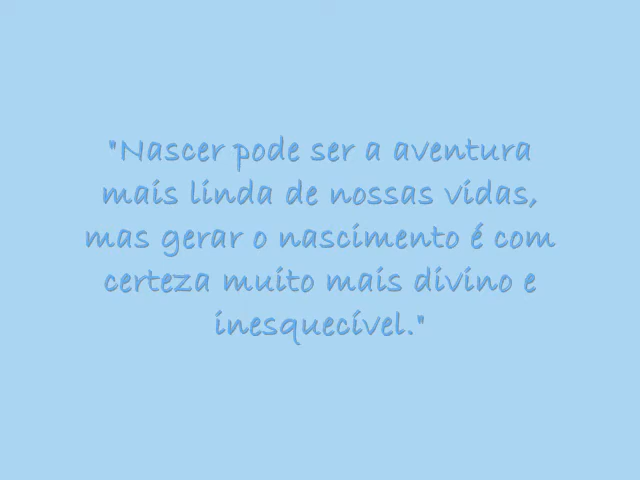 "Nascer pode ser a aventura
mais linda de nossas vidas,
mas gerar o nascimento é com
certeza muito mais divino e
inesquecível."